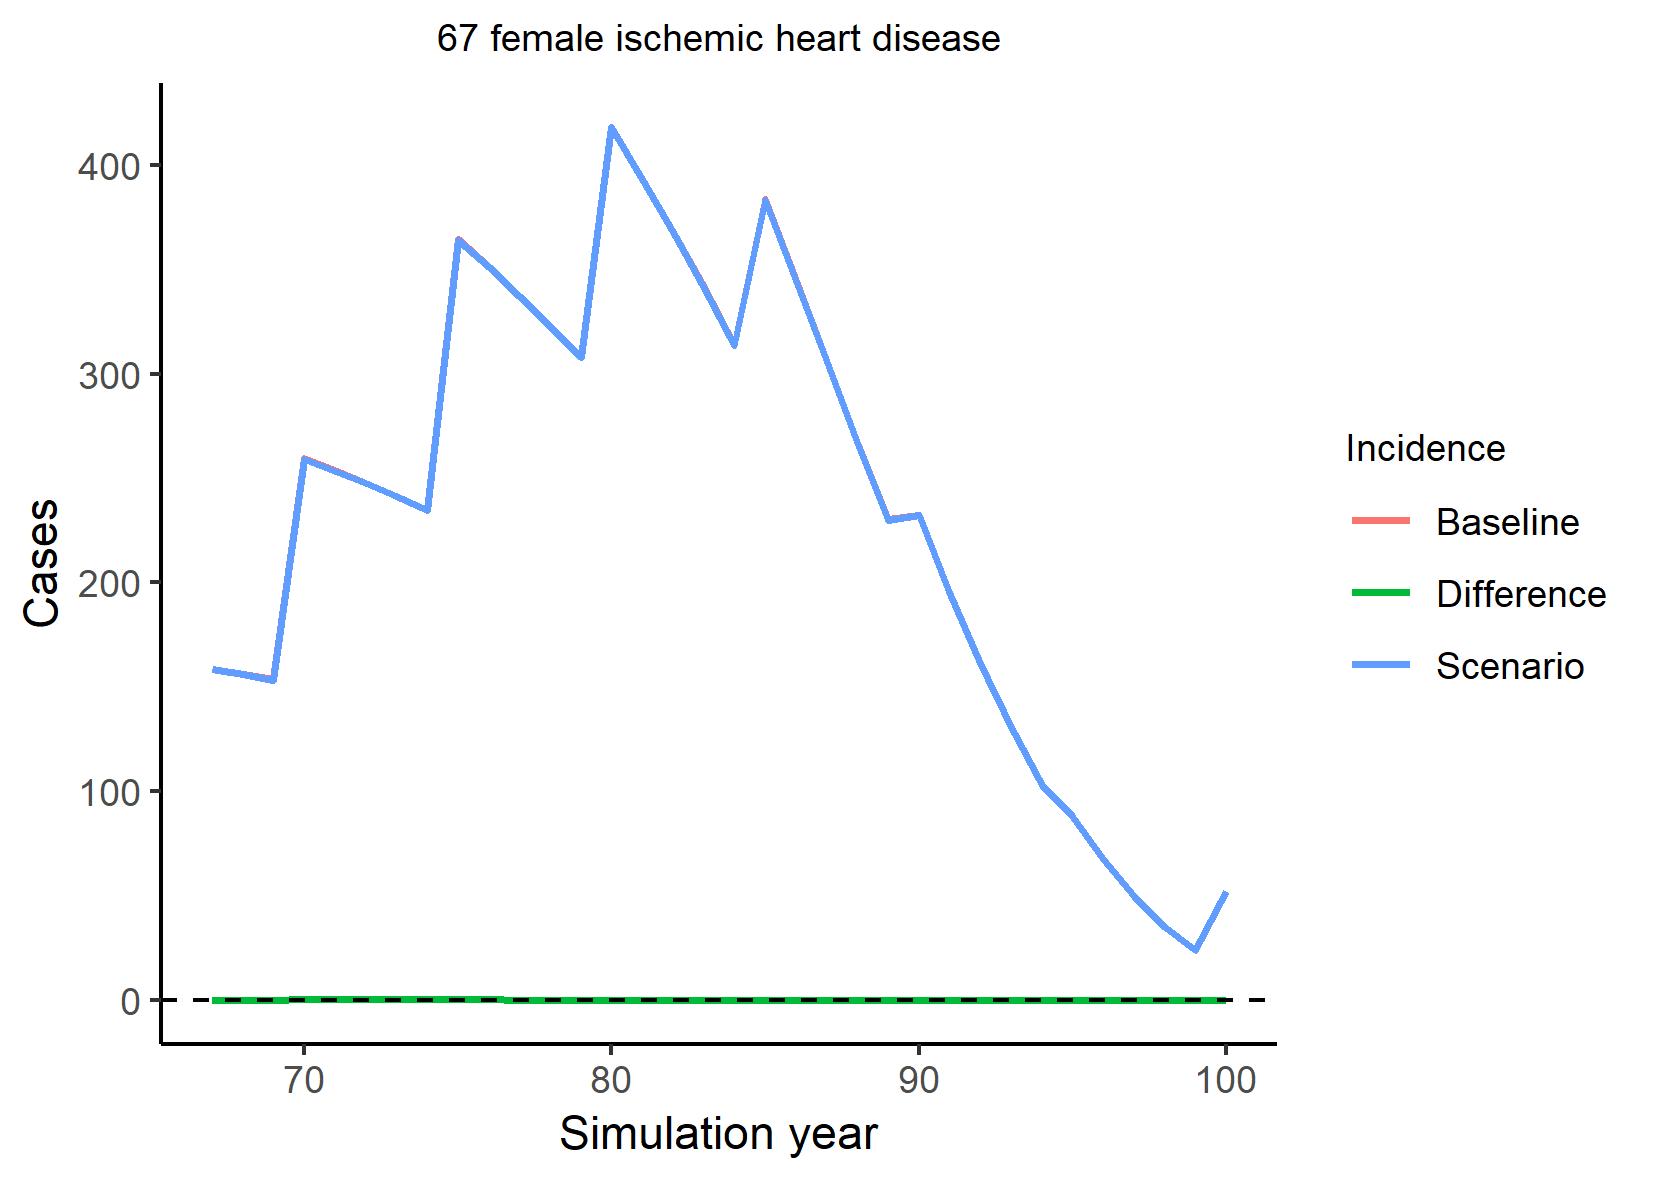 67 female ischemic heart disease
Cases
400
300
200
100
0
70 80 90 100
Simulation year
Incidence
Baseline
Difference
Scenario